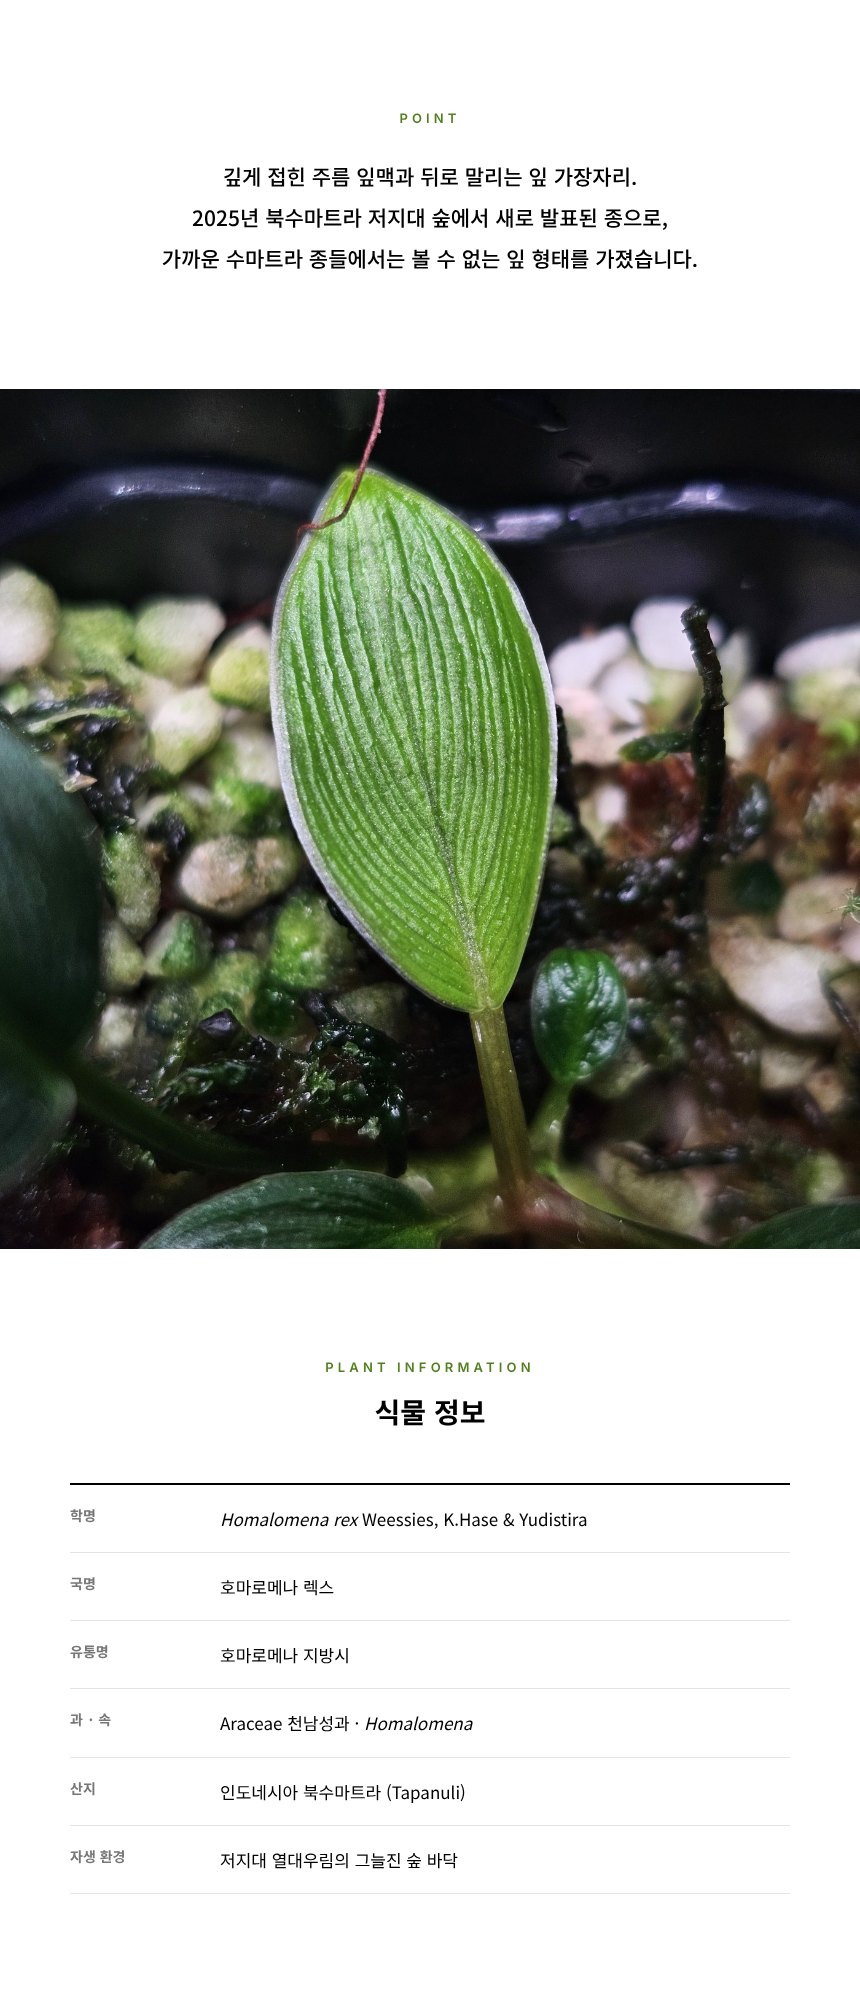 POINT
깊게 접힌 주름 잎맥과 뒤로 말리는 잎 가장자리.
2025년 북수마트라 저지대 숲에서 새로 발표된 종으로,
가까운 수마트라 종들에서는 볼 수 없는 잎 형태를 가졌습니다.
PLANT INFORMATION
식물 정보
학명 Homalomena rex Weessies, K.Hase & Yudistira
국명 호마로메나 렉스
유통명 호마로메나 지방시
과 · 속 Araceae 천남성과 · Homalomena
산지 인도네시아 북수마트라 (Tapanuli)
자생 환경 저지대 열대우림의 그늘진 숲 바닥